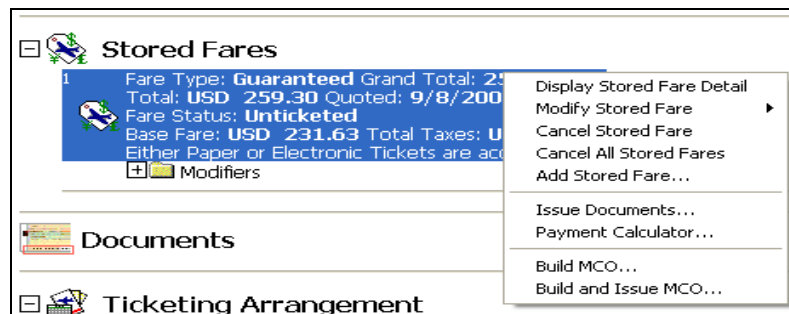 Stored Fares
1 Fare Type: Guaranteed Grand Total:
Total: USD 259.30 Quoted:
Fare Status: Unticketed
Base Fare: USD 231.63 Total Taxes:
Either Paper or Electronic Tickets are
Modifiers
Documents
Ticketing Arrangement
Display Stored Fare Detail
Modify Stored Fare
Cancel Stored Fare
Cancel All Stored Fares
Add Stored Fare...
Issue Documents...
Payment Calculator...
Build MCO...
Build and Issue MCO...